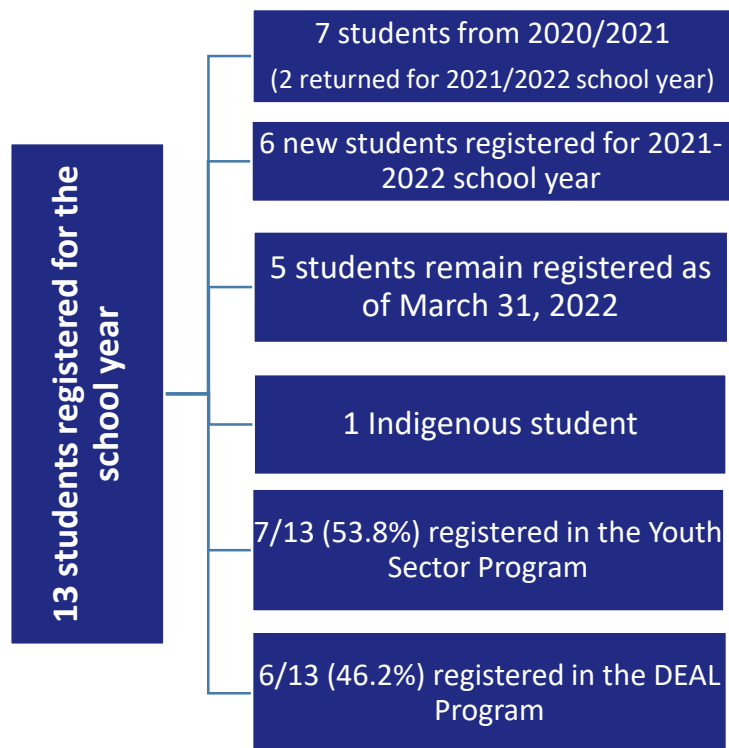 13 students registered for the
school year
7 students from 2020/2021
(2 returned for 2021/2022 school year)
6 new students registered for 2021-
2022 school year
5 students remain registered as
of March 31, 2022
1 Indigenous student
7/13 (53.8%) registered in the Youth
Sector Program
6/13 (46.2%) registered in the DEAL
Program